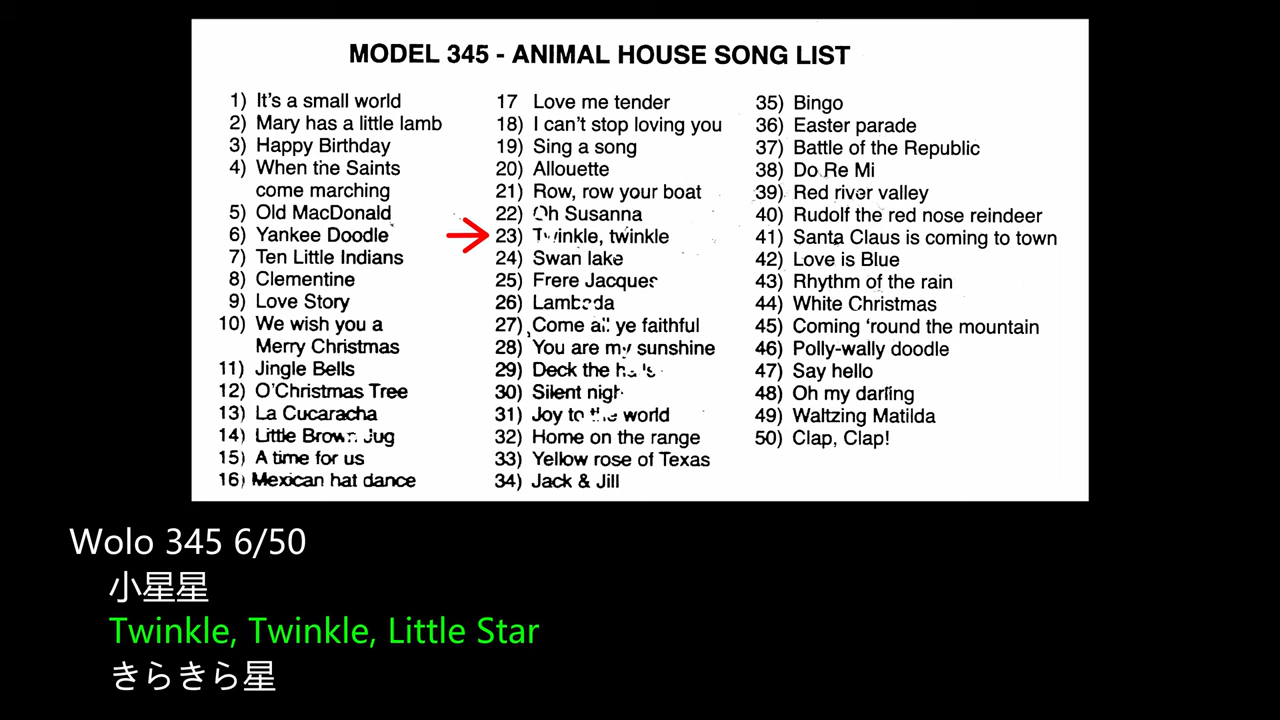 MODEL 345 - ANIMAL HOUSE SONG LIST
1) It's a small world
2) Mary has a little lamb
3) Happy Birthday
4) When the Saints
come marching
5) Old MacDonald
6) Yankee Doodle
7) Ten Little Indians
8) Clementine
9) Love Story
10) We wish you a
Merry Christmas
11) Jingle Bells
12) O'Christmas Tree
13) La Cucaracha
14) Little Brown Jug
15) A time for us
16) Mexican hat dance
17 Love me tender
18) I can't stop loving you
19) Sing a song
20) Allouette
21) Row, row your boat
22) Oh Susanna
23) Twinkle, twinkle
24) Swan lake
25) Frere Jacques
26) Lambada
27) Come all ye faithful
28) You are my sunshine
29) Deck the halls
30) Silent night
31) Joy to the world
32) Home on the range
33) Yellow rose of Texas
34) Jack & Jill
35) Bingo
36) Easter parade
37) Battle of the Republic
38) Do Re Mi
39) Red river valley
40) Rudolf the red nose reindeer
41) Santa Claus is coming to town
42) Love is Blue
43) Rhythm of the rain
44) White Christmas
45) Coming 'round the mountain
46) Polly-wally doodle
47) Say hello
48) Oh my darling
49) Waltzing Matilda
50) Clap, Clap!
Wolo 345 6/50
小星星
Twinkle, Twinkle, Little Star
きらきら星